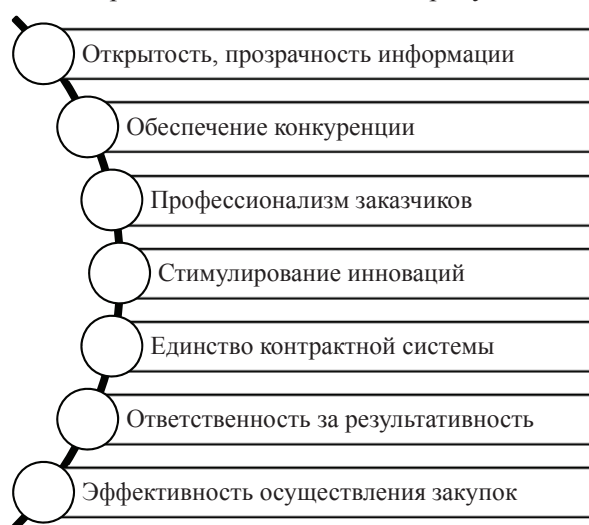 Открытость, прозрачность информации
Обеспечение конкуренции
Профессионализм заказчиков
Стимулирование инноваций
Единство контрактной системы
Ответственность за результативность
Эффективность осуществления закупок